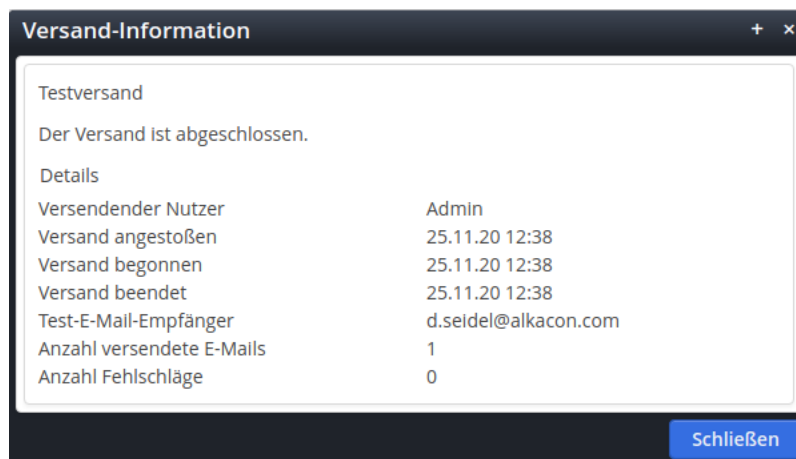 Versand-Information + ×
Testversand
Der Versand ist abgeschlossen.
Details
Versendender Nutzer Admin
Versand angestoßen 25.11.20 12:38
Versand begonnen 25.11.20 12:38
Versand beendet 25.11.20 12:38
Test-E-Mail-Empfänger d.seidel@alkacon.com
Anzahl versendete E-Mails 1
Anzahl Fehlschläge 0
Schließen